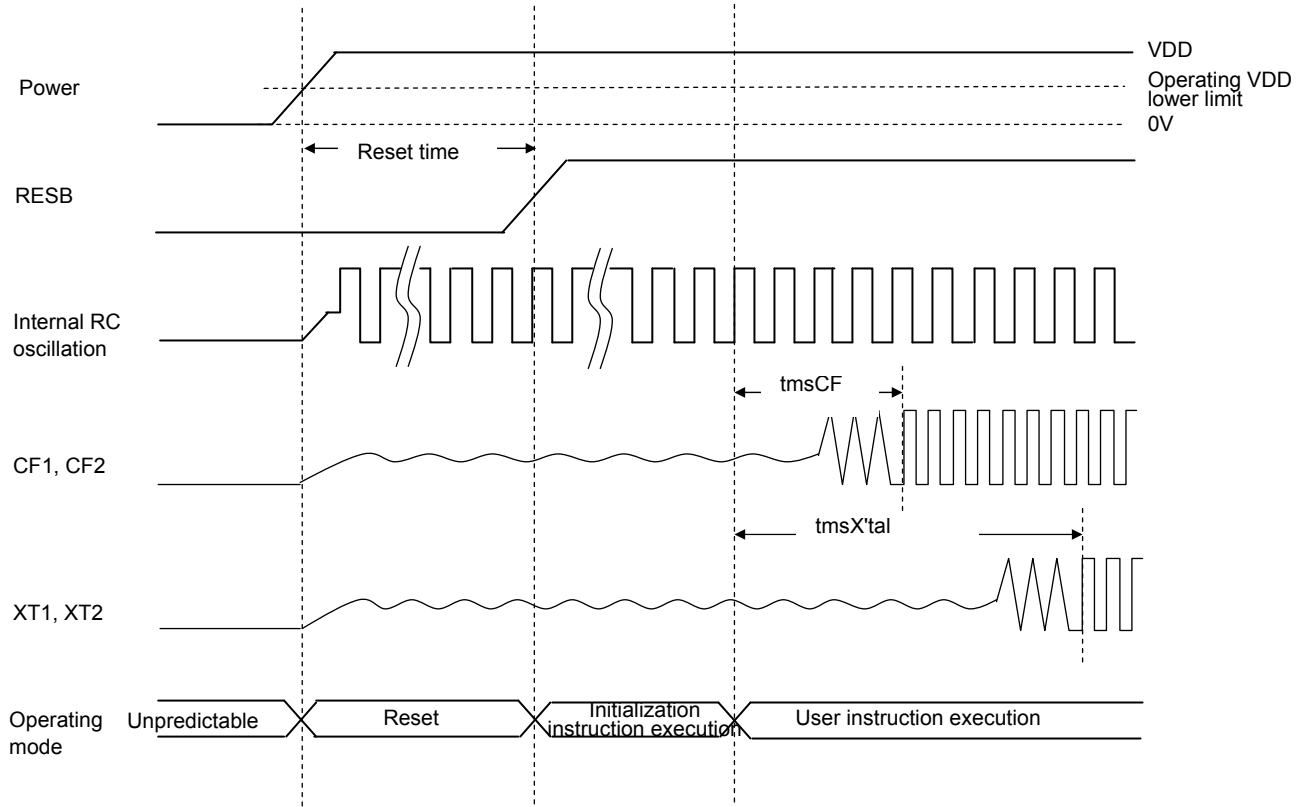 VDD
Power
Operating VDD
lower limit
0V
Reset time
RESB
Internal RC
oscillation
tmsCF
CF1, CF2
tmsX'tal
XT1, XT2
Operating
mode
Unpredictable
Reset
Initialization
instruction execution
User instruction execution